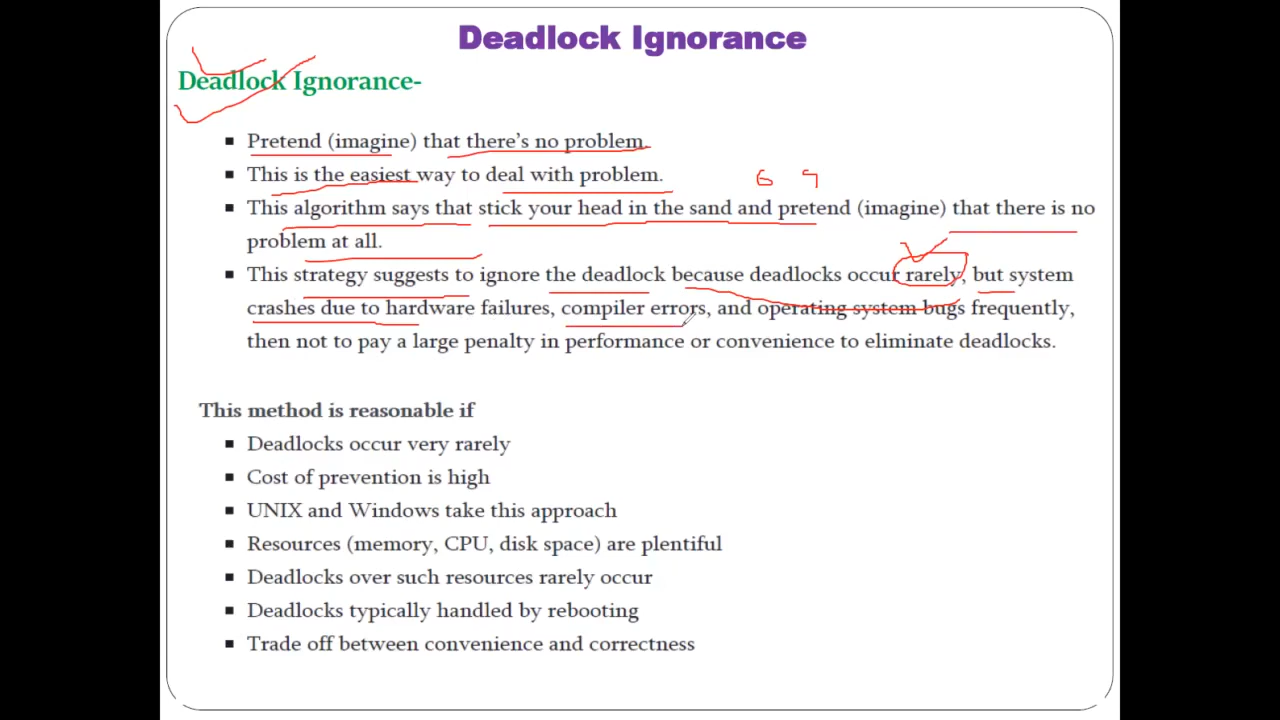 Deadlock Ignorance
Deadlock Ignorance-
▪ Pretend (imagine) that there's no problem.
▪ This is the easiest way to deal with problem.
6 9
▪ This algorithm says that stick your head in the sand and pretend (imagine) that there is no
problem at all.
▪ This strategy suggests to ignore the deadlock because deadlocks occur rarely, but system
crashes due to hardware failures, compiler errors, and operating system bugs frequently,
then not to pay a large penalty in performance or convenience to eliminate deadlocks.
This method is reasonable if
▪ Deadlocks occur very rarely
▪ Cost of prevention is high
▪ UNIX and Windows take this approach
▪ Resources (memory, CPU, disk space) are plentiful
▪ Deadlocks over such resources rarely occur
▪ Deadlocks typically handled by rebooting
▪ Trade off between convenience and correctness